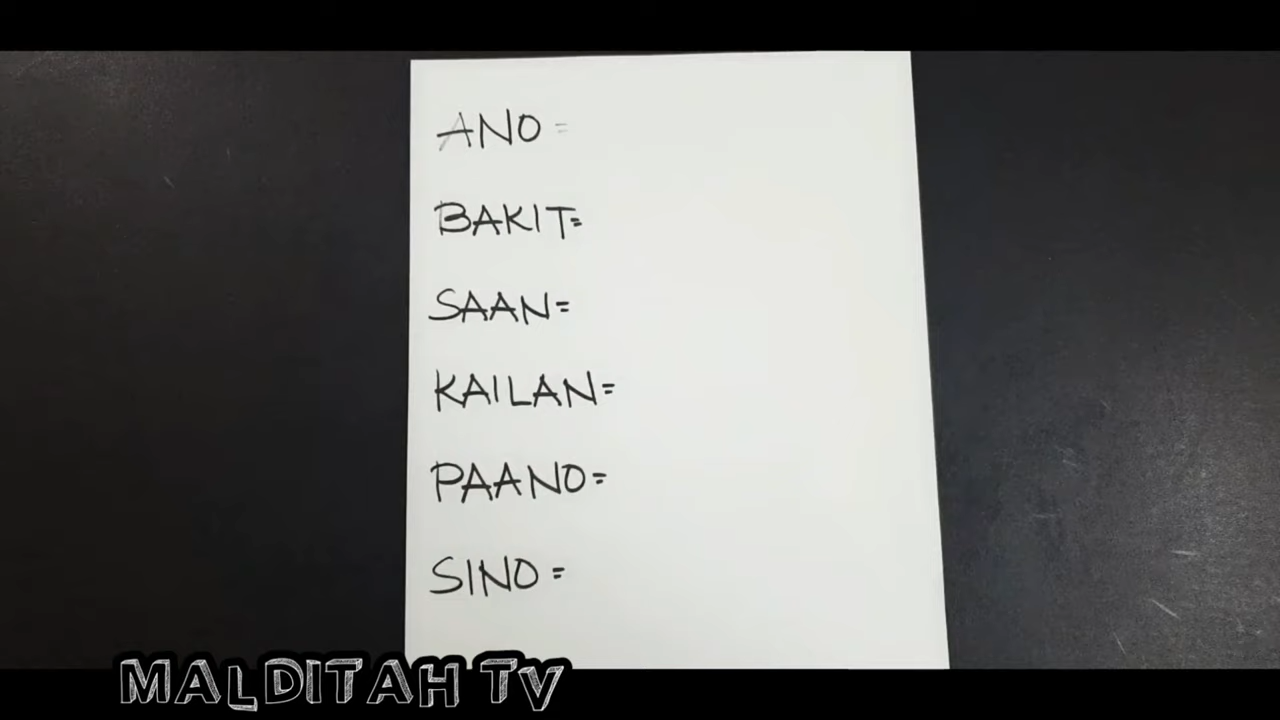 ANO =
BAKIT=
SAAN=
KAILAN=
PAANO=
SINO =
MALDITAH TV